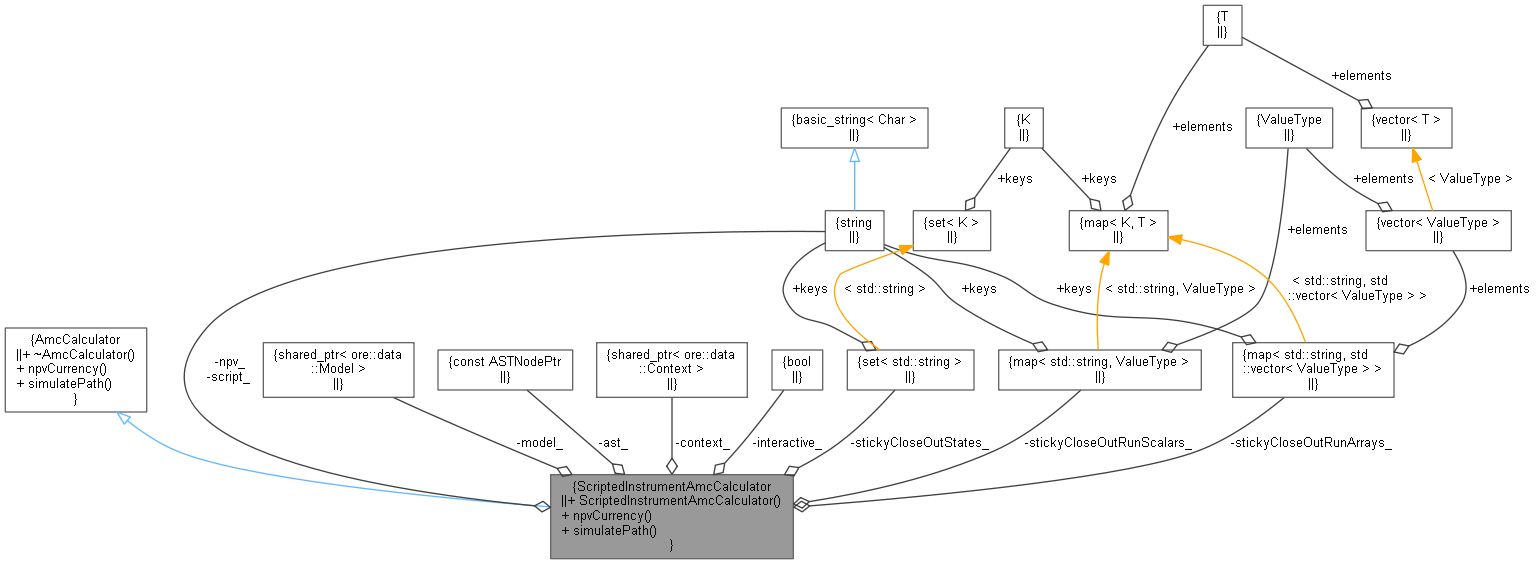 {T
||}
+elements
{basic_string< Char >
||}
{K
||}
{ValueType
||}
{vector< T >
||}
+elements
+keys
+keys
+elements
< ValueType >
{string
||}
{set< K >
||}
{map< K, T >
||}
{vector< ValueType >
||}
+elements
+keys
< std::string >
+keys
+keys
< std::string, ValueType >
< std::string, std
::vector< ValueType > >
+elements
{AmcCalculator
||+ ~AmcCalculator()
+ npvCurrency()
+ simulatePath()
}
-npv_
-script_
{shared_ptr< ore::data
::Model >
||}
{const ASTNodePtr
||}
{shared_ptr< ore::data
::Context >
||}
{bool
||}
{set< std::string >
||}
{map< std::string, ValueType >
||}
{map< std::string, std
::vector< ValueType > >
||}
-model_
-ast_
-context_
-interactive_
-stickyCloseOutStates_
-stickyCloseOutRunScalars_
-stickyCloseOutRunArrays_
{ScriptedInstrumentAmcCalculator
||+ ScriptedInstrumentAmcCalculator()
+ npvCurrency()
+ simulatePath()
}